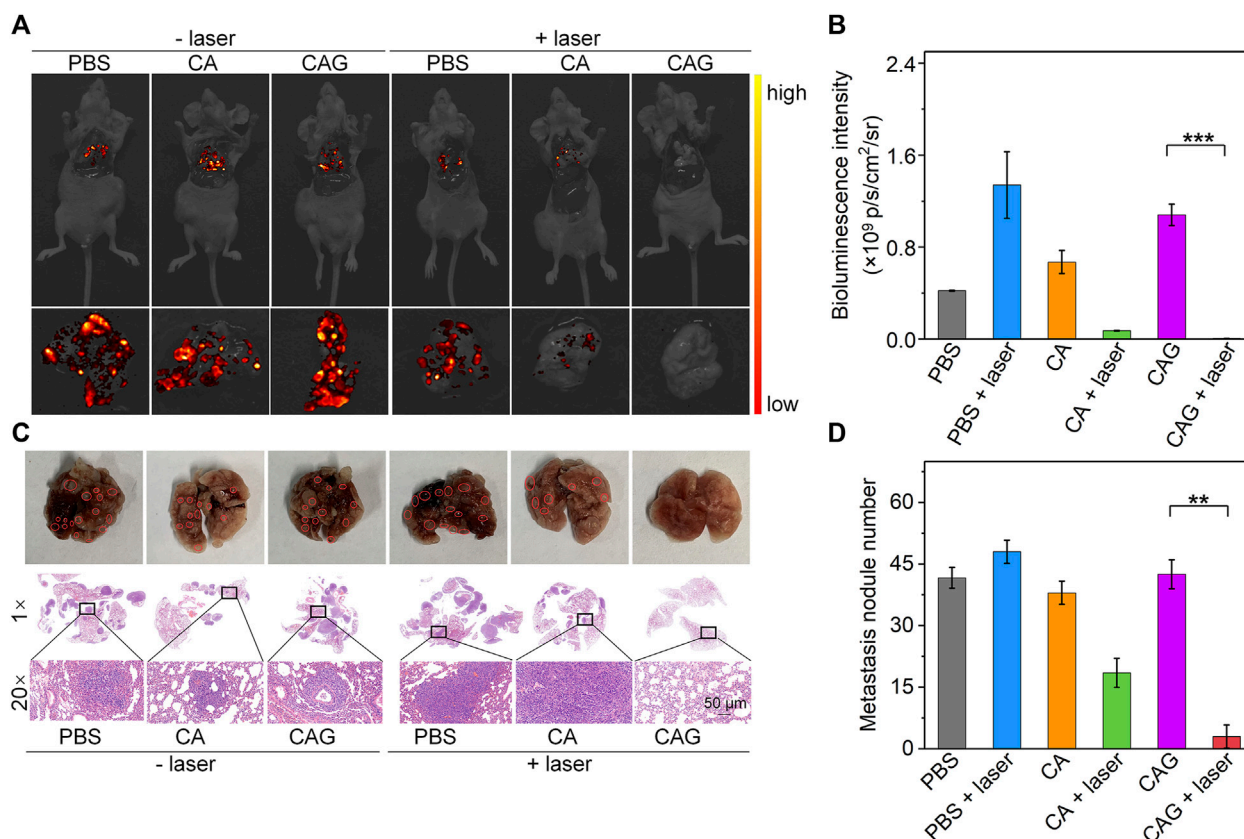 A
- laser
+ laser
PBS CA CAG PBS CA CAG
high
low
B
Bioluminescence intensity
(×10⁹ p/s/cm²/sr)
2.4
1.6
0.8
0.0
***
PBS
PBS + laser
CA
CA + laser
CAG
CAG + laser
C
1×
20×
50 μm
PBS CA CAG PBS CA CAG
- laser
+ laser
D
Metastasis nodule number
60
45
30
15
0
**
PBS
PBS + laser
CA
CA + laser
CAG
CAG + laser